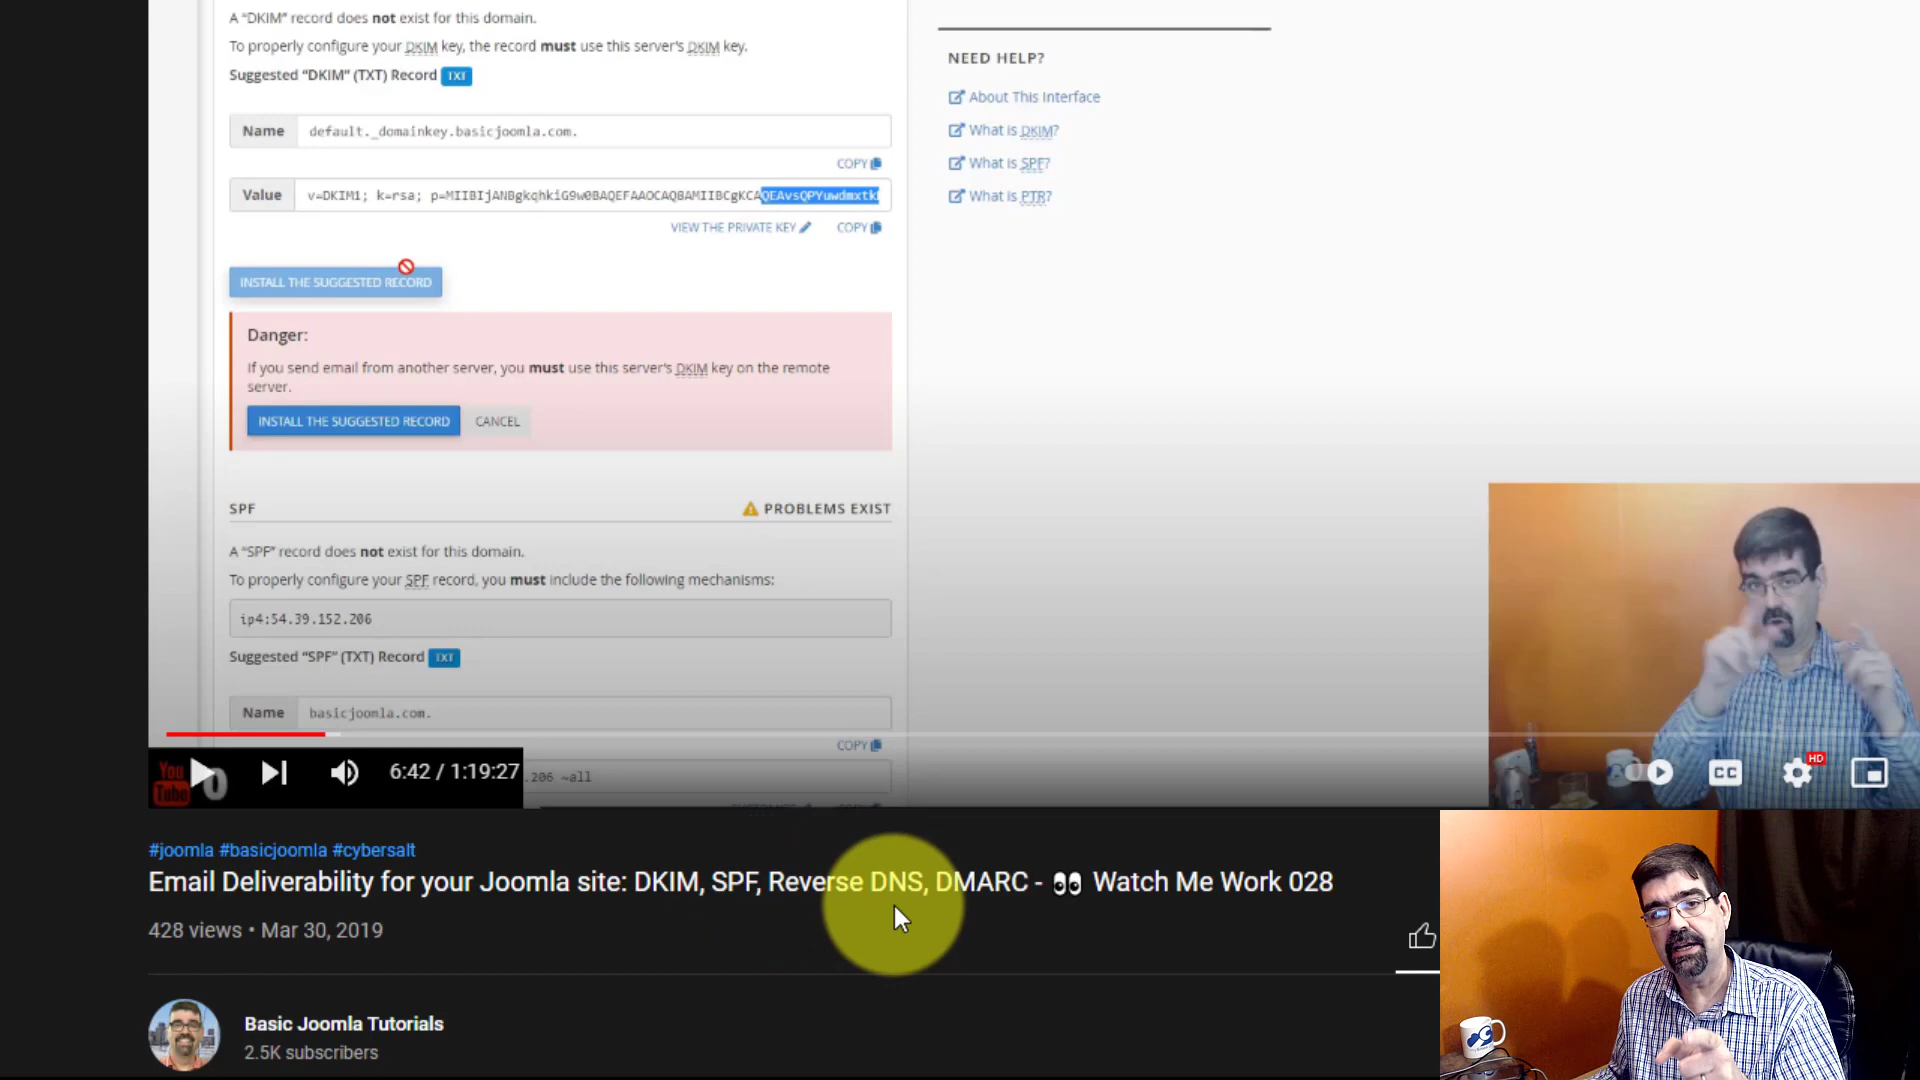 A “DKIM” record does not exist for this domain.
To properly configure your DKIM key, the record must use this server's DKIM key.
Suggested “DKIM” (TXT) Record TXT
Name default._domainkey.basicjoomla.com.
COPY
Value v=DKIM1; k=rsa; p=MIIBIjANBgkqhkiG9w0BAQEFAAOCAQ8AMIIBCgKCAQEAvsQPYuwdmxtk
VIEW THE PRIVATE KEY COPY
INSTALL THE SUGGESTED RECORD
Danger:
If you send email from another server, you must use this server's DKIM key on the remote
server.
INSTALL THE SUGGESTED RECORD CANCEL
SPF PROBLEMS EXIST
A “SPF” record does not exist for this domain.
To properly configure your SPF record, you must include the following mechanisms:
ip4:54.39.152.206
Suggested “SPF” (TXT) Record TXT
Name basicjoomla.com.
COPY
.206 ~all
NEED HELP?
About This Interface
What is DKIM?
What is SPF?
What is PTR?
You
Tube
6:42 / 1:19:27
CC
HD
#joomla #basicjoomla #cybersalt
Email Deliverability for your Joomla site: DKIM, SPF, Reverse DNS, DMARC - 👀 Watch Me Work 028
428 views • Mar 30, 2019
Basic Joomla Tutorials
2.5K subscribers